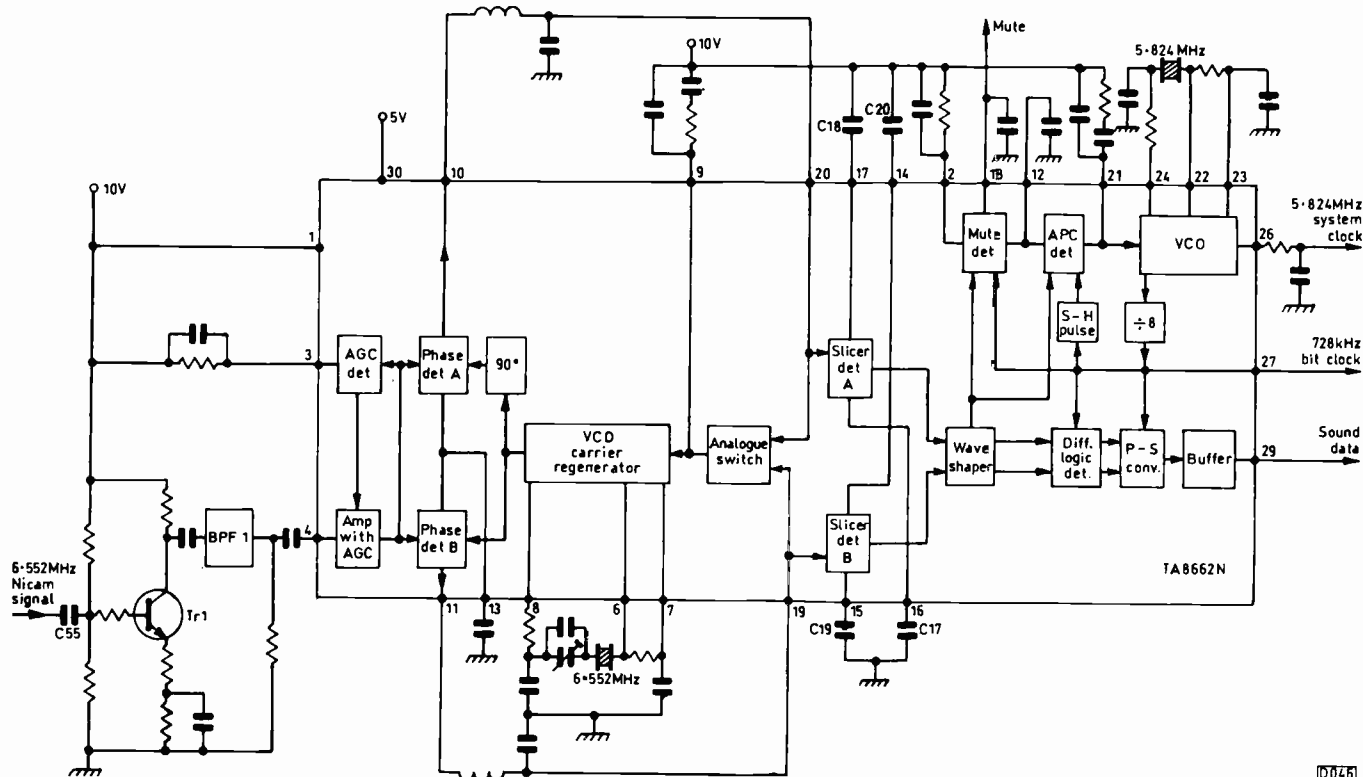 10V
5V
10V
Mute
5·824 MHz
C18
C20
30
10
9
20
17
14
2
18
12
21
24
22
23
1
5·824MHz
system
clock
26
Mute
det
APC
det
VCO
S-H
pulse
÷8
728kHz
bit clock
27
3
AGC
det
Phase
det A
90°
Slicer
det
A
VCD
carrier
regenerator
Analogue
switch
Wave
shaper
Diff.
logic
det.
P-S
conv.
Buffer
Sound
data
29
4
BPF 1
Amp
with
AGC
Phase
det B
Slicer
det
B
TA8662N
6·552MHz
Nicam
signal
C55
Tr1
11
13
8
6
7
19
15
16
C19
C17
6·552MHz
D046